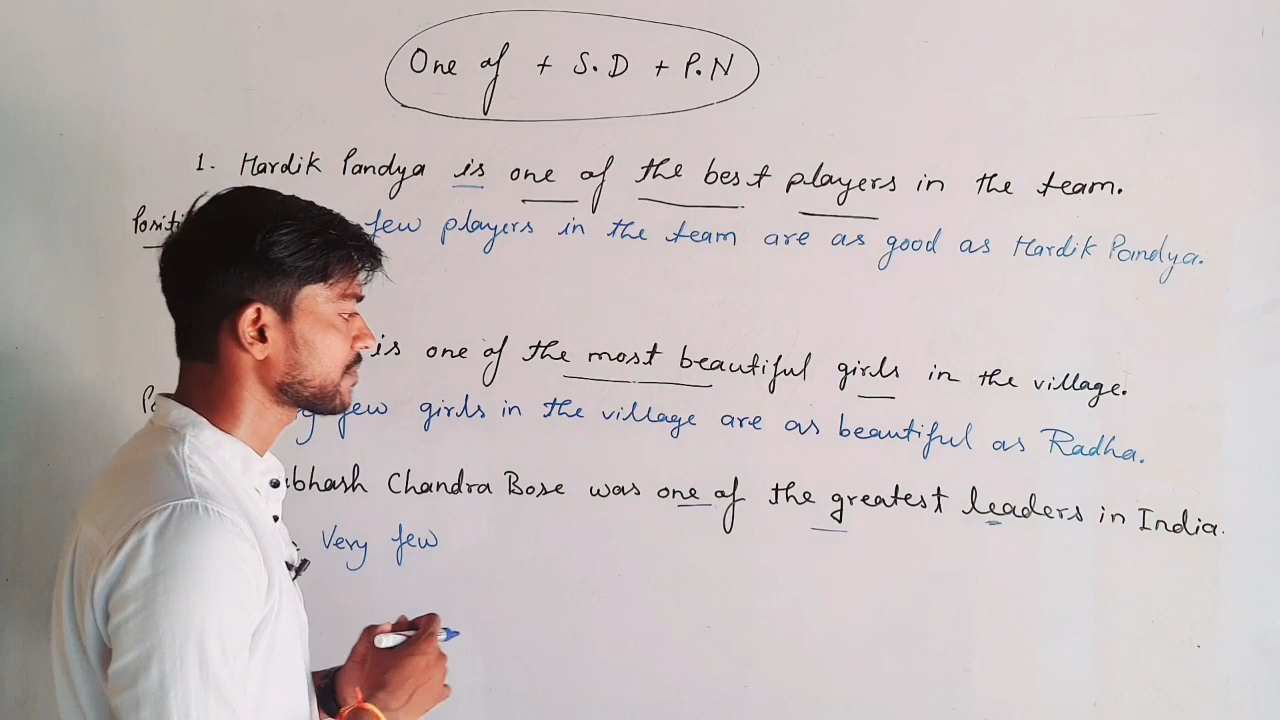 One of + S.D + P.N
1. Hardik Pandya is one of the best players in the team.
few players in the team are as good as Hardik Pandya.
is one of the most beautiful girls in the village.
few girls in the village are as beautiful as Radha.
Chandra Bose was one of the greatest leaders in India.
Very few